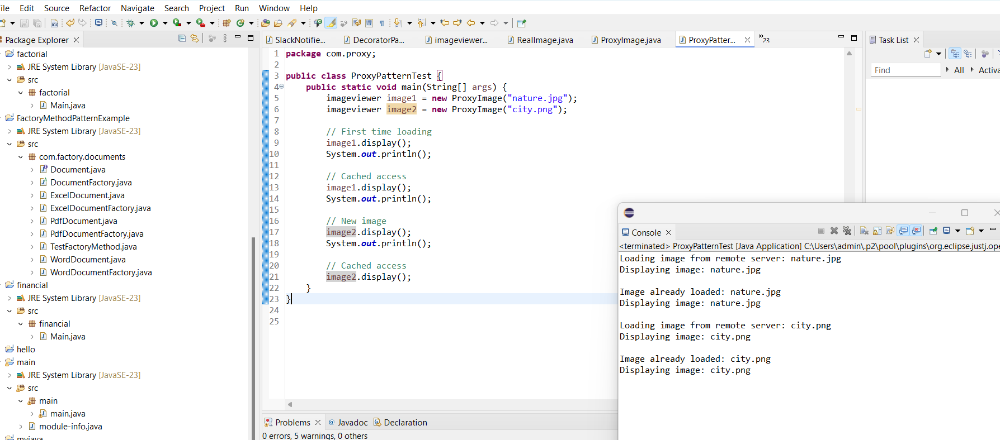 ile Edit Source Refactor Navigate Search Project Run Window Help
Package Explorer
factorial
JRE System Library [JavaSE-23]
src
factorial
Main.java
FactoryMethodPatternExample
JRE System Library [JavaSE-23]
src
com.factory.documents
Document.java
DocumentFactory.java
ExcelDocument.java
ExcelDocumentFactory.java
PdfDocument.java
PdfDocumentFactory.java
TestFactoryMethod.java
WordDocument.java
WordDocumentFactory.java
financial
JRE System Library [JavaSE-23]
src
financial
Main.java
hello
main
JRE System Library [JavaSE-23]
src
main
main.java
module-info.java
SlackNotifie... DecoratorPa... imageviewer... RealImage.java ProxyImage.java ProxyPatter... 23
1 package com.proxy;
2
3 public class ProxyPatternTest {
4 public static void main(String[] args) {
5 imageviewer image1 = new ProxyImage("nature.jpg");
6 imageviewer image2 = new ProxyImage("city.png");
7
8 // First time loading
9 image1.display();
10 System.out.println();
11
12 // Cached access
13 image1.display();
14 System.out.println();
15
16 // New image
17 image2.display();
18 System.out.println();
19
20 // Cached access
21 image2.display();
22 }
23 }
24
25
Problems Javadoc Declaration
0 errors, 5 warnings, 0 others
Task List
Find All Activa
Console
<terminated> ProxyPatternTest [Java Application] C:\Users\admin\.p2\pool\plugins\org.eclipse.justj.ope
Loading image from remote server: nature.jpg
Displaying image: nature.jpg
Image already loaded: nature.jpg
Displaying image: nature.jpg
Loading image from remote server: city.png
Displaying image: city.png
Image already loaded: city.png
Displaying image: city.png